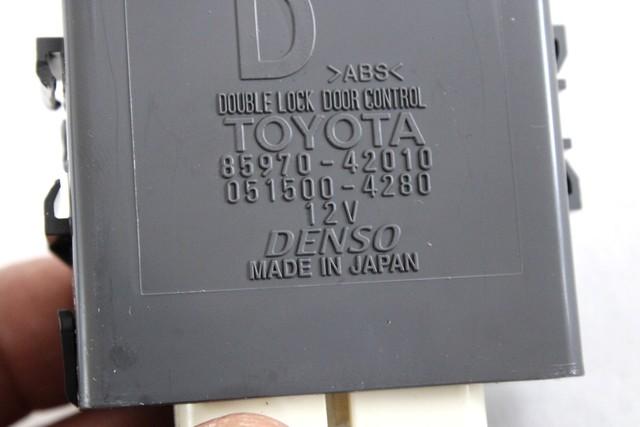 D
>ABS<
DOUBLE LOCK DOOR CONTROL
TOYOTA
85970-42010
051500-4280
12V
DENSO
MADE IN JAPAN